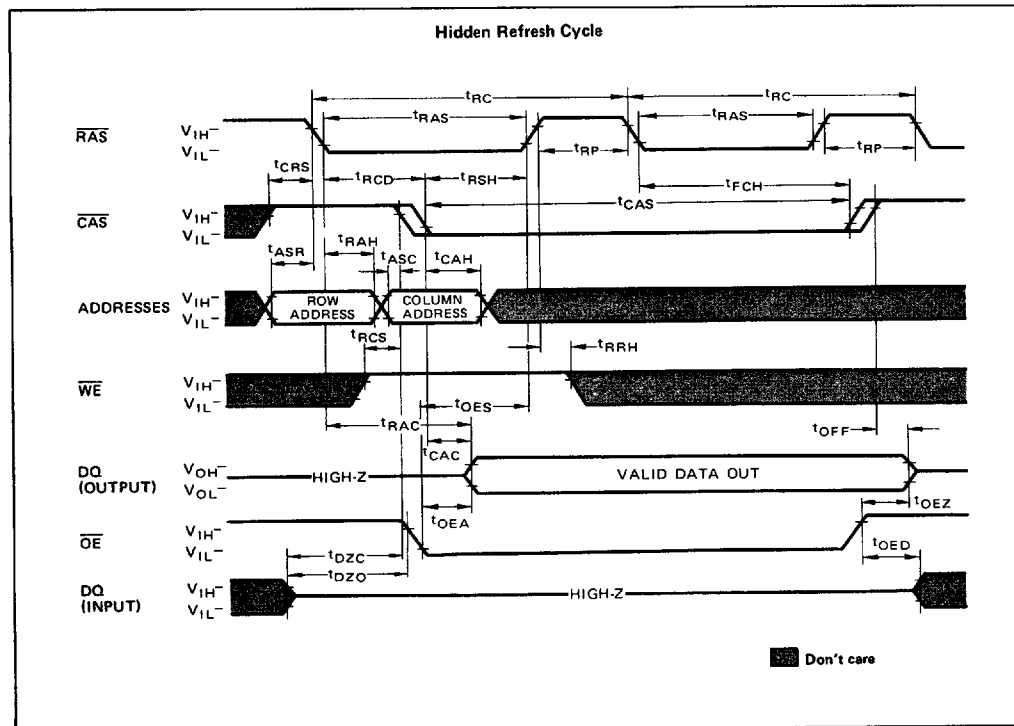 Hidden Refresh Cycle
tRC tRC
RAS VIH– VIL– tRAS tRP tRAS tRP
tCRS tRCD tRSH tFCH
tCAS
CAS VIH– VIL–
tASR tRAH tASC tCAH
ADDRESSES VIH– VIL– ROW ADDRESS COLUMN ADDRESS
tRCS tRRH
WE VIH– VIL–
tOES
tRAC tOFF
tCAC
DQ (OUTPUT) VOH– VOL– HIGH-Z VALID DATA OUT
tOEA tOEZ
OE VIH– VIL–
tDZC tOED
tDZO
DQ (INPUT) VIH– VIL– HIGH-Z
Don't care